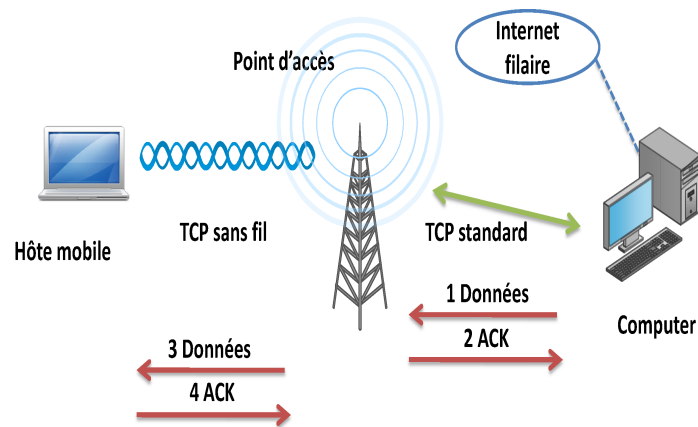 Internet
filaire
Point d'accès
TCP sans fil
TCP standard
Hôte mobile
1 Données
2 ACK
Computer
3 Données
4 ACK